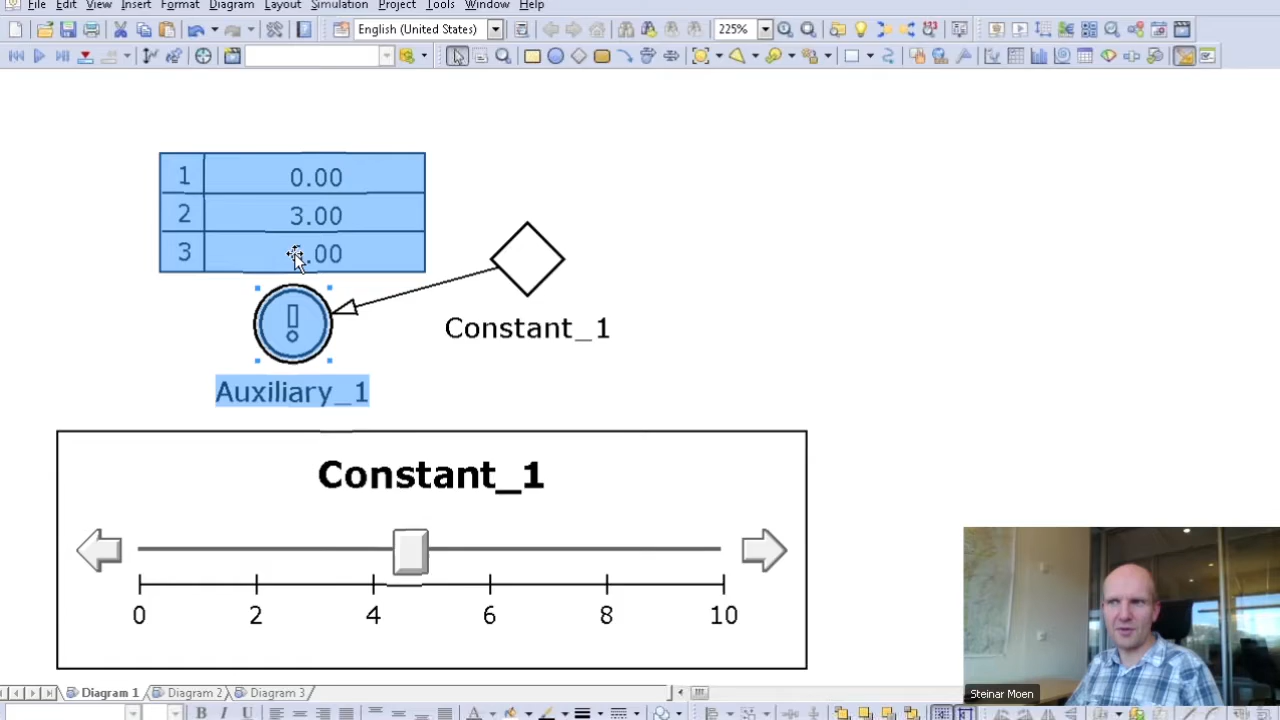 File Edit View Insert Format Diagram Layout Simulation Project Tools Window Help
English (United States)
225%
123
1 0.00
2 3.00
3 .00
Constant_1
Auxiliary_1
Constant_1
0 2 4 6 8 10
Steinar Moen
Diagram 1 Diagram 2 Diagram 3
B I U A